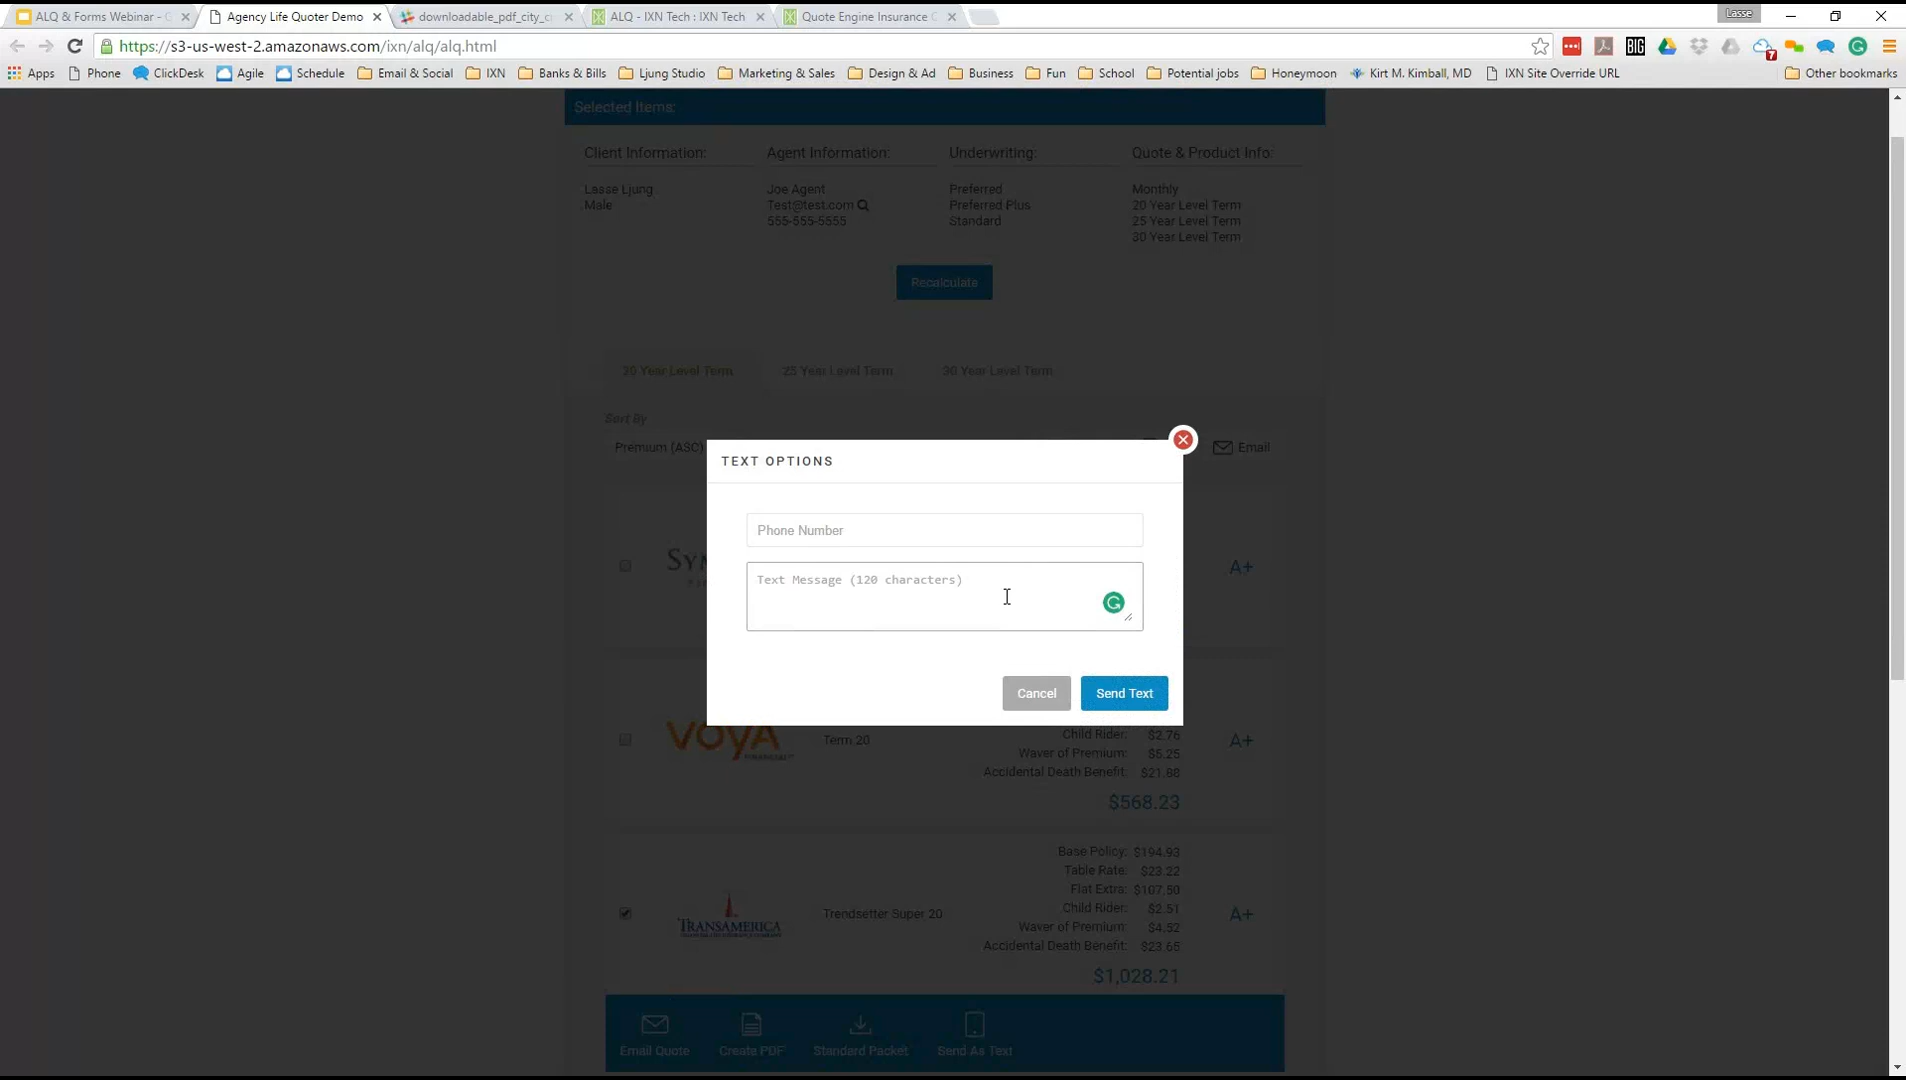 ALQ & Forms Webinar - G
Agency Life Quoter Demo
downloadable_pdf_city_c
ALQ - IXN Tech : IXN Tech
Quote Engine Insurance C
Lasse
https://s3-us-west-2.amazonaws.com/ixn/alq/alq.html
BIG
7
Apps
Phone
ClickDesk
Agile
Schedule
Email & Social
IXN
Banks & Bills
Ljung Studio
Marketing & Sales
Design & Ad
Business
Fun
School
Potential jobs
Honeymoon
Kirt M. Kimball, MD
IXN Site Override URL
Other bookmarks
Selected Items:
Client Information:
Agent Information:
Underwriting:
Quote & Product Info:
Lasse Ljung
Joe Agent
Preferred
Monthly
Male
Test@test.com
Preferred Plus
20 Year Level Term
555-555-5555
Standard
25 Year Level Term
30 Year Level Term
Recalculate
20 Year Level Term
25 Year Level Term
30 Year Level Term
Sort By
Premium (ASC)
Email
TEXT OPTIONS
Phone Number
Text Message (120 characters)
A+
Cancel
Send Text
VOYA
FINANCIAL
Term 20
Child Rider: $2.76
Waver of Premium: $5.25
Accidental Death Benefit: $21.88
A+
$568.23
TRANSAMERICA
Trendsetter Super 20
Base Policy: $194.93
Table Rate: $23.22
Flat Extra: $107.50
Child Rider: $2.51
Waver of Premium: $4.52
Accidental Death Benefit: $23.65
A+
$1,028.21
Email Quote
Create PDF
Standard Packet
Send As Text